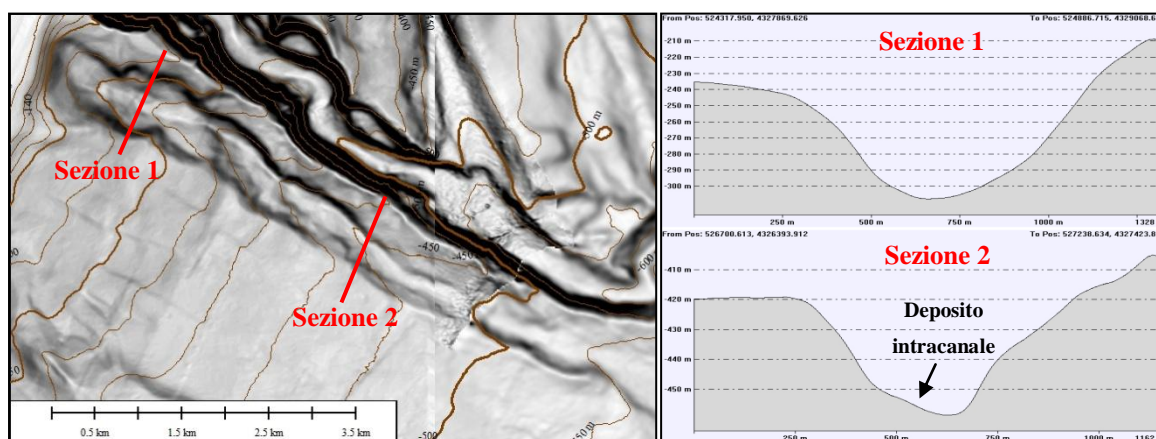 Sezione 1
Sezione 2
-450
-450
-600
-500
0.5 km 1.5 km 2.5 km 3.5 km
From Pos: 524317.950, 4327869.626 To Pos: 524886.715, 4329068.6
Sezione 1
-210 m
-220 m
-230 m
-240 m
-250 m
-260 m
-270 m
-280 m
-290 m
-300 m
250 m 500 m 750 m 1000 m 1328
From Pos: 526708.613, 4326393.912 To Pos: 527238.634, 4327423.8
Sezione 2
-410 m
-420 m
-430 m
-440 m
-450 m
Deposito
intracanale
250 m 500 m 750 m 1000 m 1162